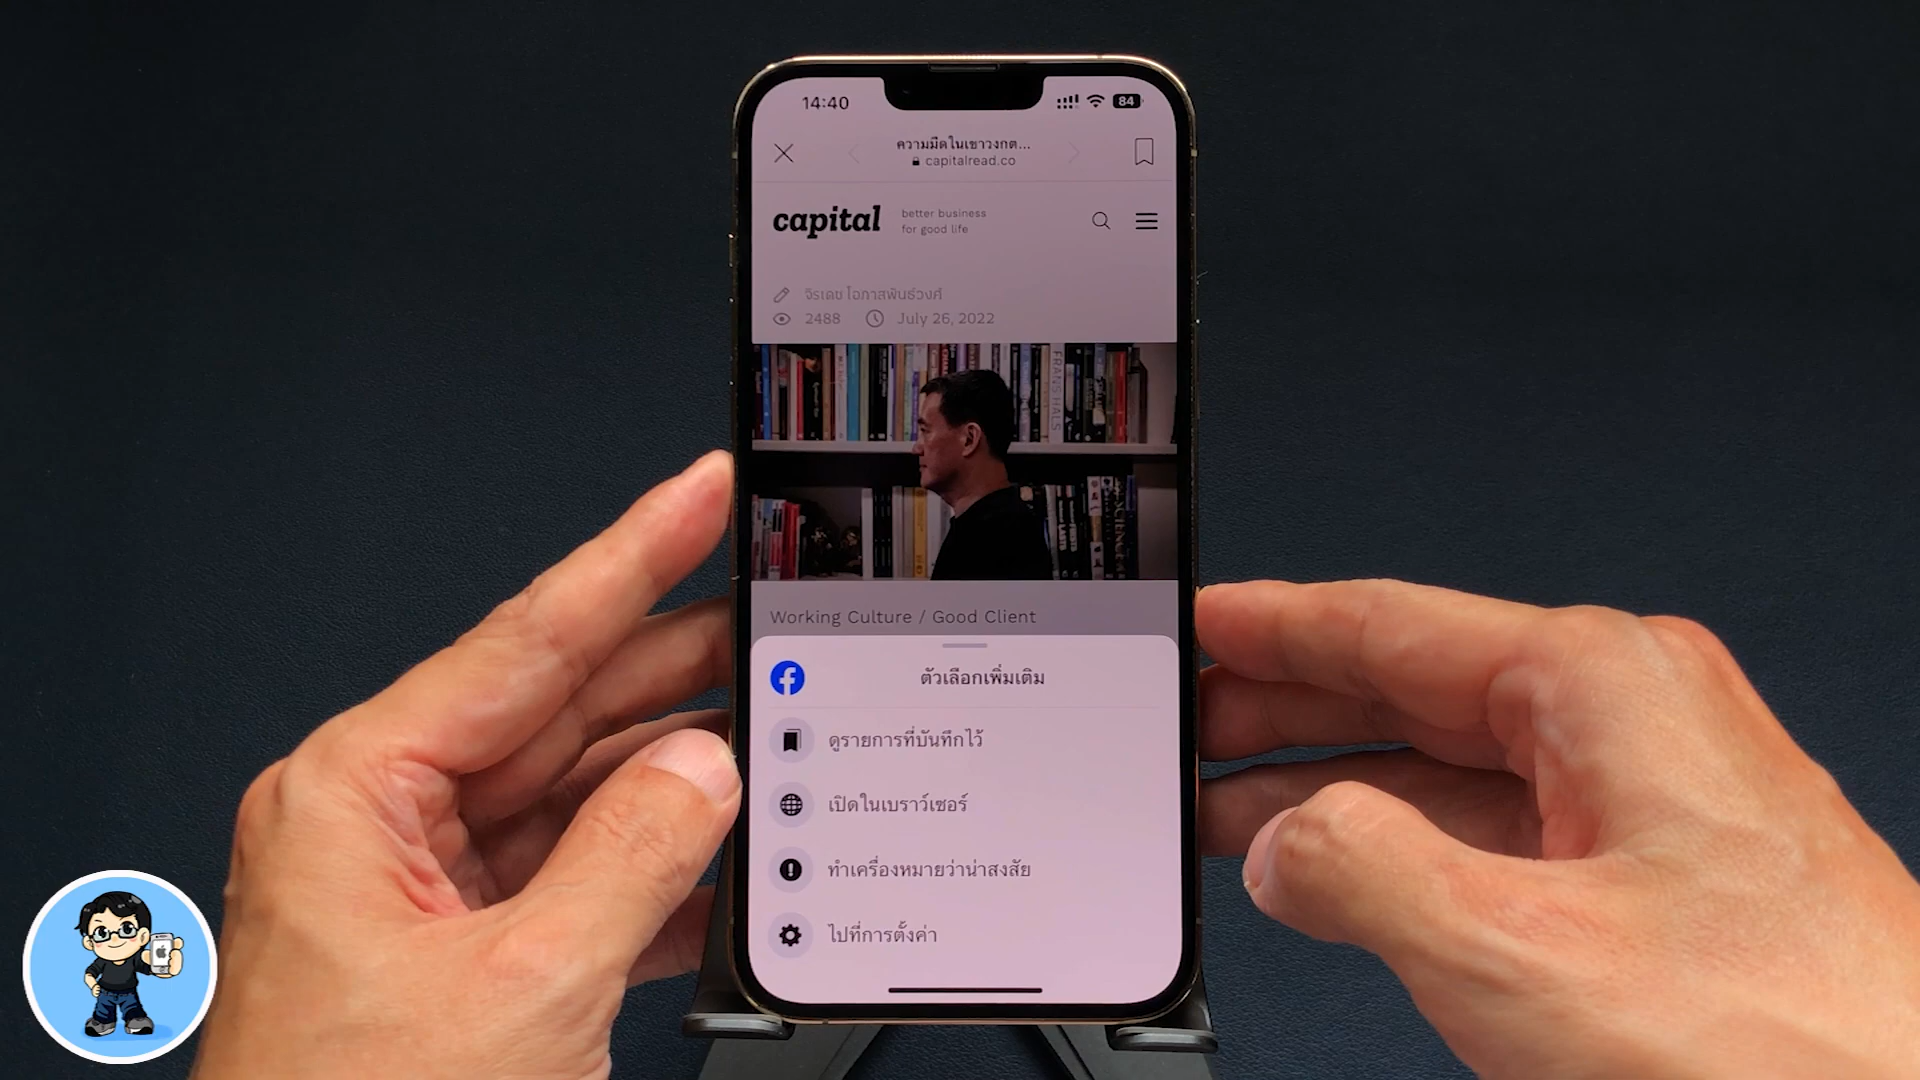 14:40
84
ความมืดในเขาวงกต...
capitalread.co
capital
better business
for good life
จิรเดช โอภาสพันธ์วงศ์
2488 July 26, 2022
FRANS HALS
Working Culture / Good Client
ตัวเลือกเพิ่มเติม
ดูรายการที่บันทึกไว้
เปิดในเบราว์เซอร์
ทำเครื่องหมายว่าน่าสงสัย
ไปที่การตั้งค่า